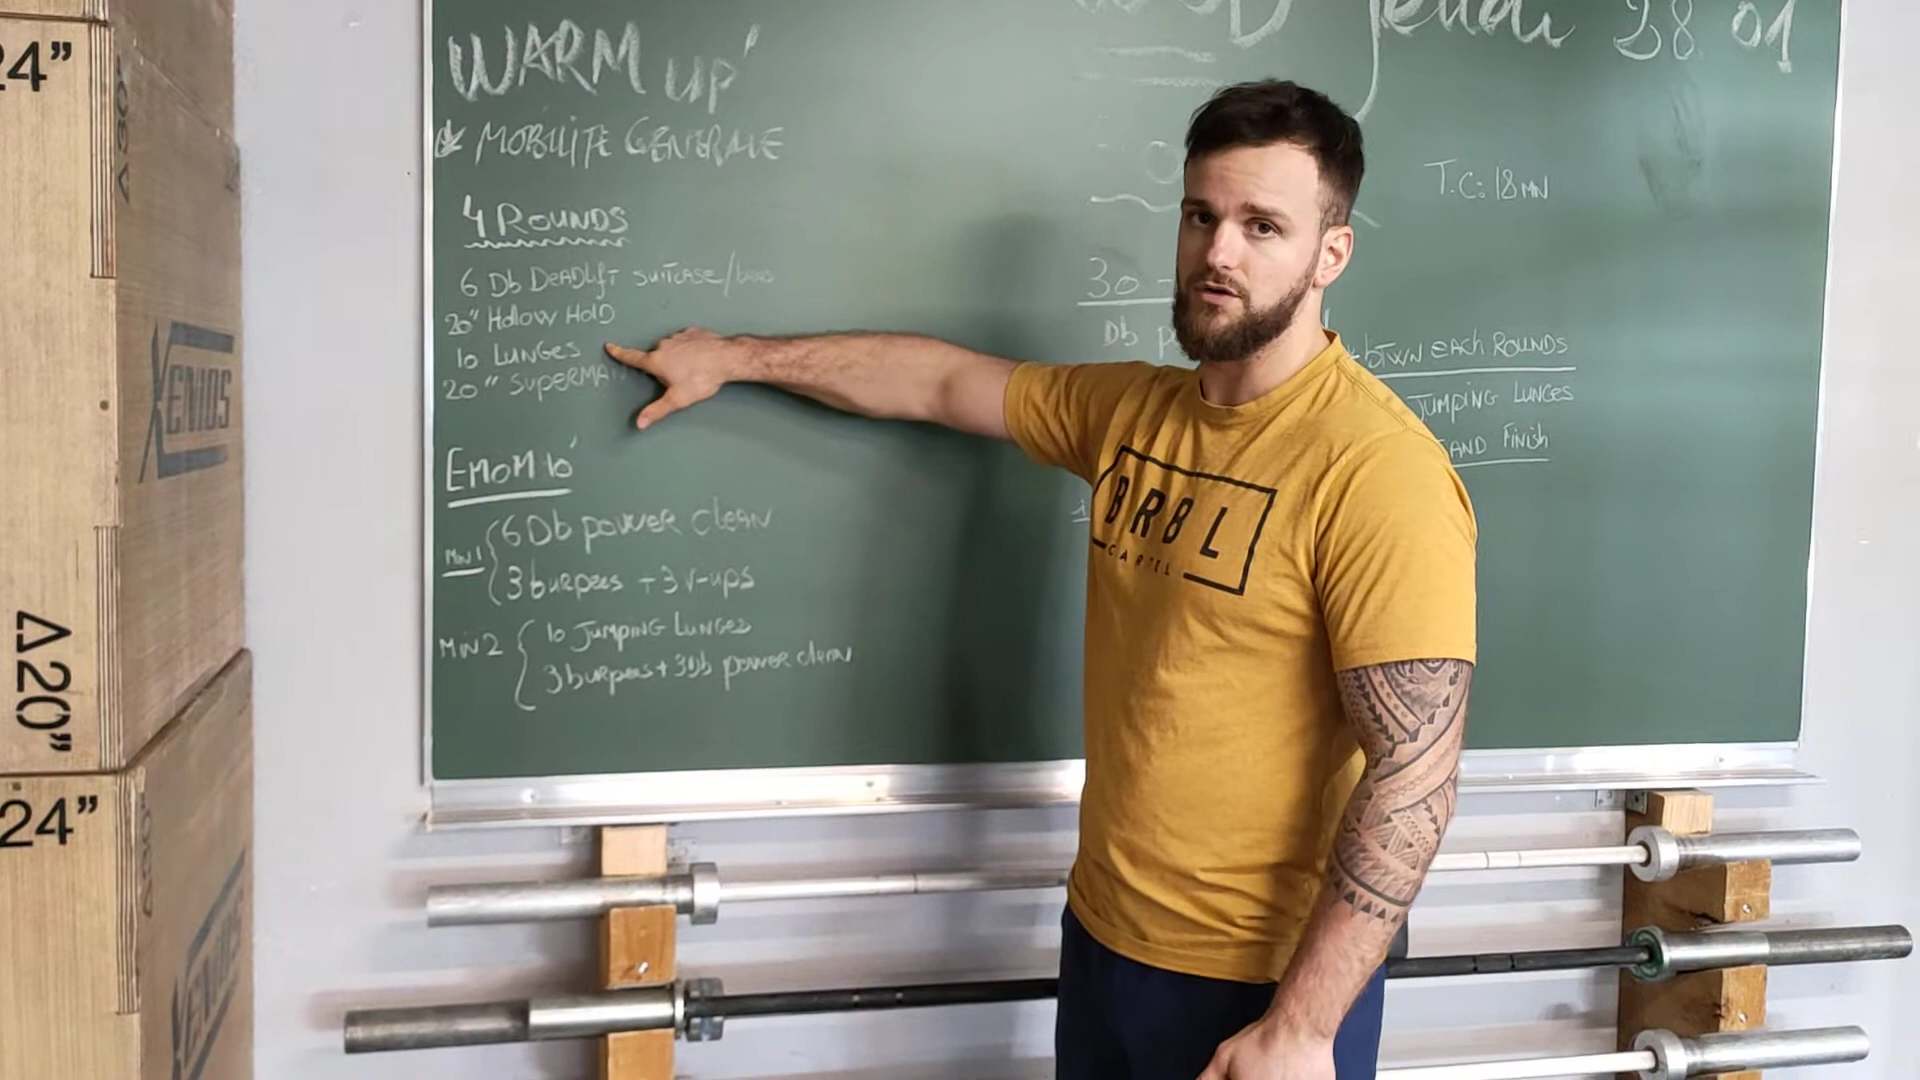 WARM UP'
* MOBILITE GENERALE
4 ROUNDS
6 Db DEADLifT SUITCASE/
20" Hollow HolD
10 LUNGES
20" SUPERMA
EMOM 10'
Min 1
6 Db power clean
3 burpees + 3 V-ups
Min 2
10 Jumping Lunges
3 burpees + 3 Db power clean
Jeudi 28 01
T.C: 18 MN
30 -
Db p
bTWN EACH ROUNDS
JUMPING LUNGES
AND Finish
BRBL
CARTEL
24"
XENIOS
20"
24"
XENIOS